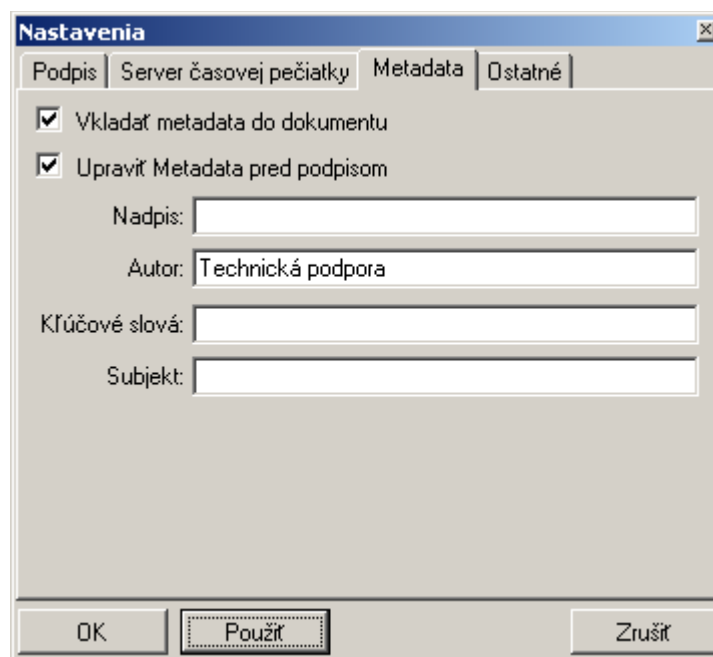 Nastavenia
Podpis Server časovej pečiatky Metadata Ostatné
Vkladať metadata do dokumentu
Upraviť Metadata pred podpisom
Nadpis:
Autor: Technická podpora
Kľúčové slová:
Subjekt:
OK Použiť Zrušiť